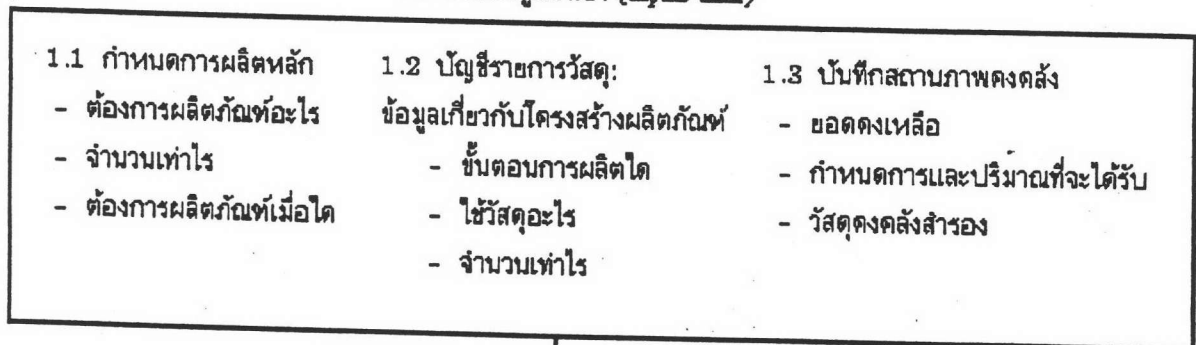 1.1 กำหนดการผลิตหลัก
- ต้องการผลิตภัณฑ์อะไร
- จำนวนเท่าไร
- ต้องการผลิตภัณฑ์เมื่อใด
1.2 บัญชีรายการวัสดุ:
ข้อมูลเกี่ยวกับโครงสร้างผลิตภัณฑ์
- ขั้นตอนการผลิตใด
- ใช้วัสดุอะไร
- จำนวนเท่าไร
1.3 บันทึกสถานภาพคงคลัง
- ยอดคงเหลือ
- กำหนดการและปริมาณที่จะได้รับ
- วัสดุคงคลังสำรอง